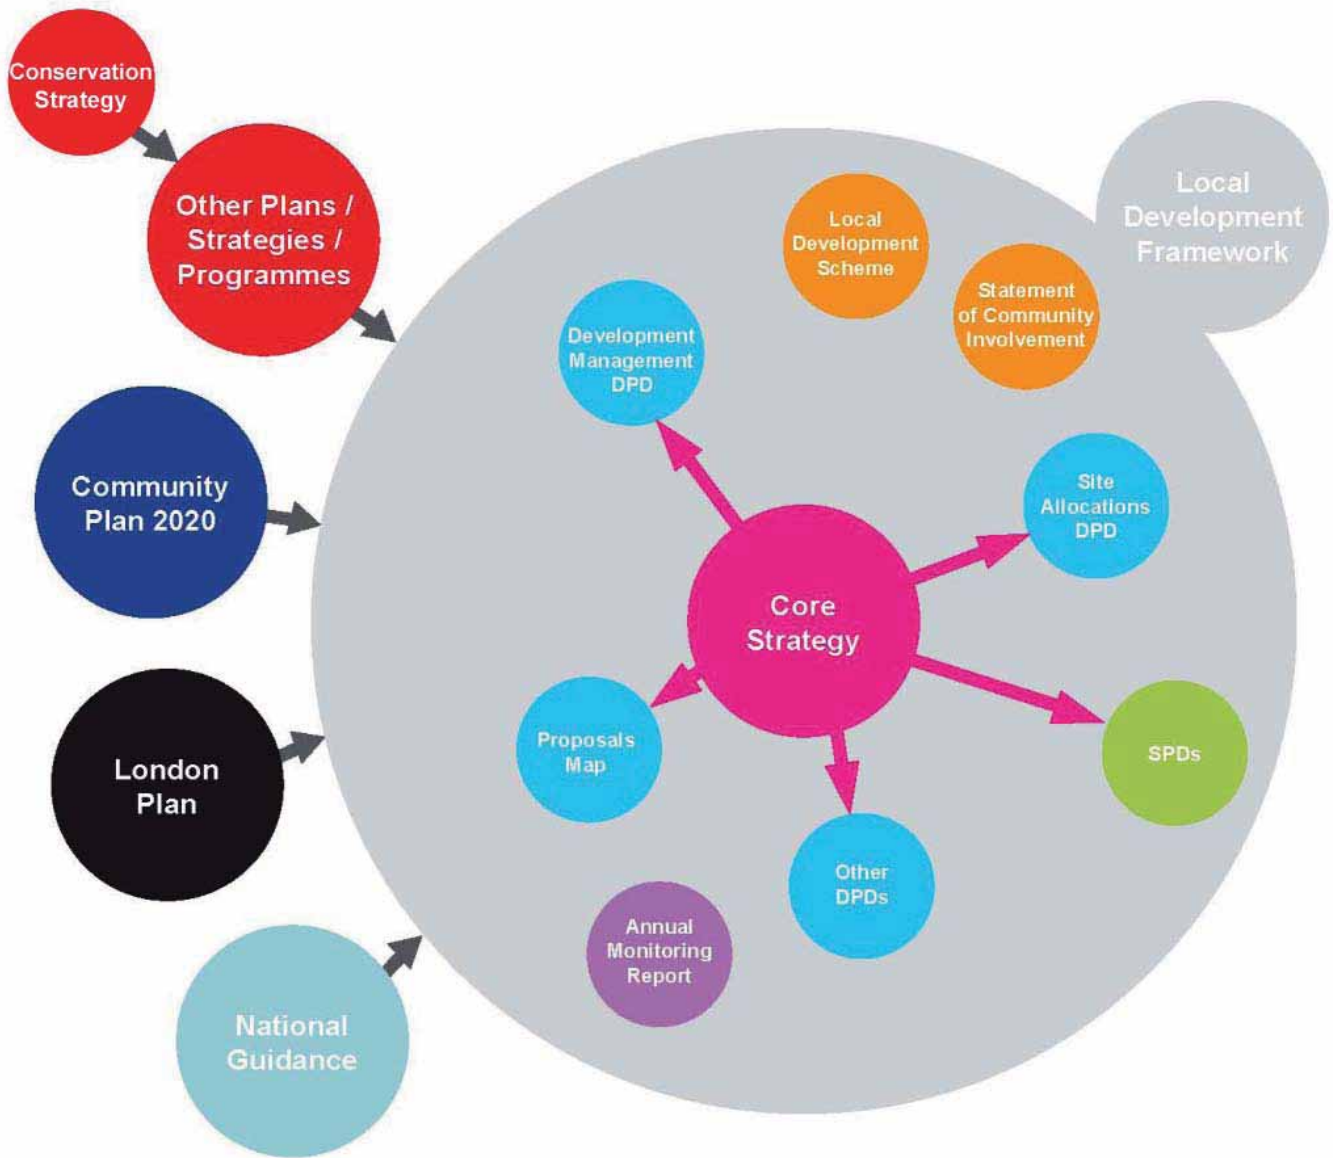 Conservation
Strategy
Other Plans /
Strategies /
Programmes
Community
Plan 2020
London
Plan
National
Guidance
Local
Development
Framework
Local
Development
Scheme
Statement
of Community
Involvement
Development
Management
DPD
Site
Allocations
DPD
Core
Strategy
Proposals
Map
SPDs
Other
DPDs
Annual
Monitoring
Report